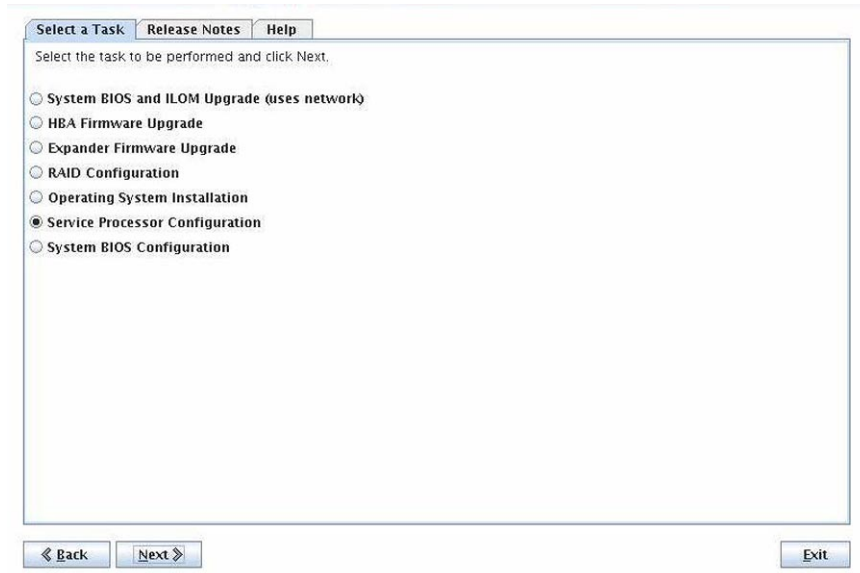 Select a Task Release Notes Help
Select the task to be performed and click Next.
System BIOS and ILOM Upgrade (uses network)
HBA Firmware Upgrade
Expander Firmware Upgrade
RAID Configuration
Operating System Installation
Service Processor Configuration
System BIOS Configuration
Back Next Exit